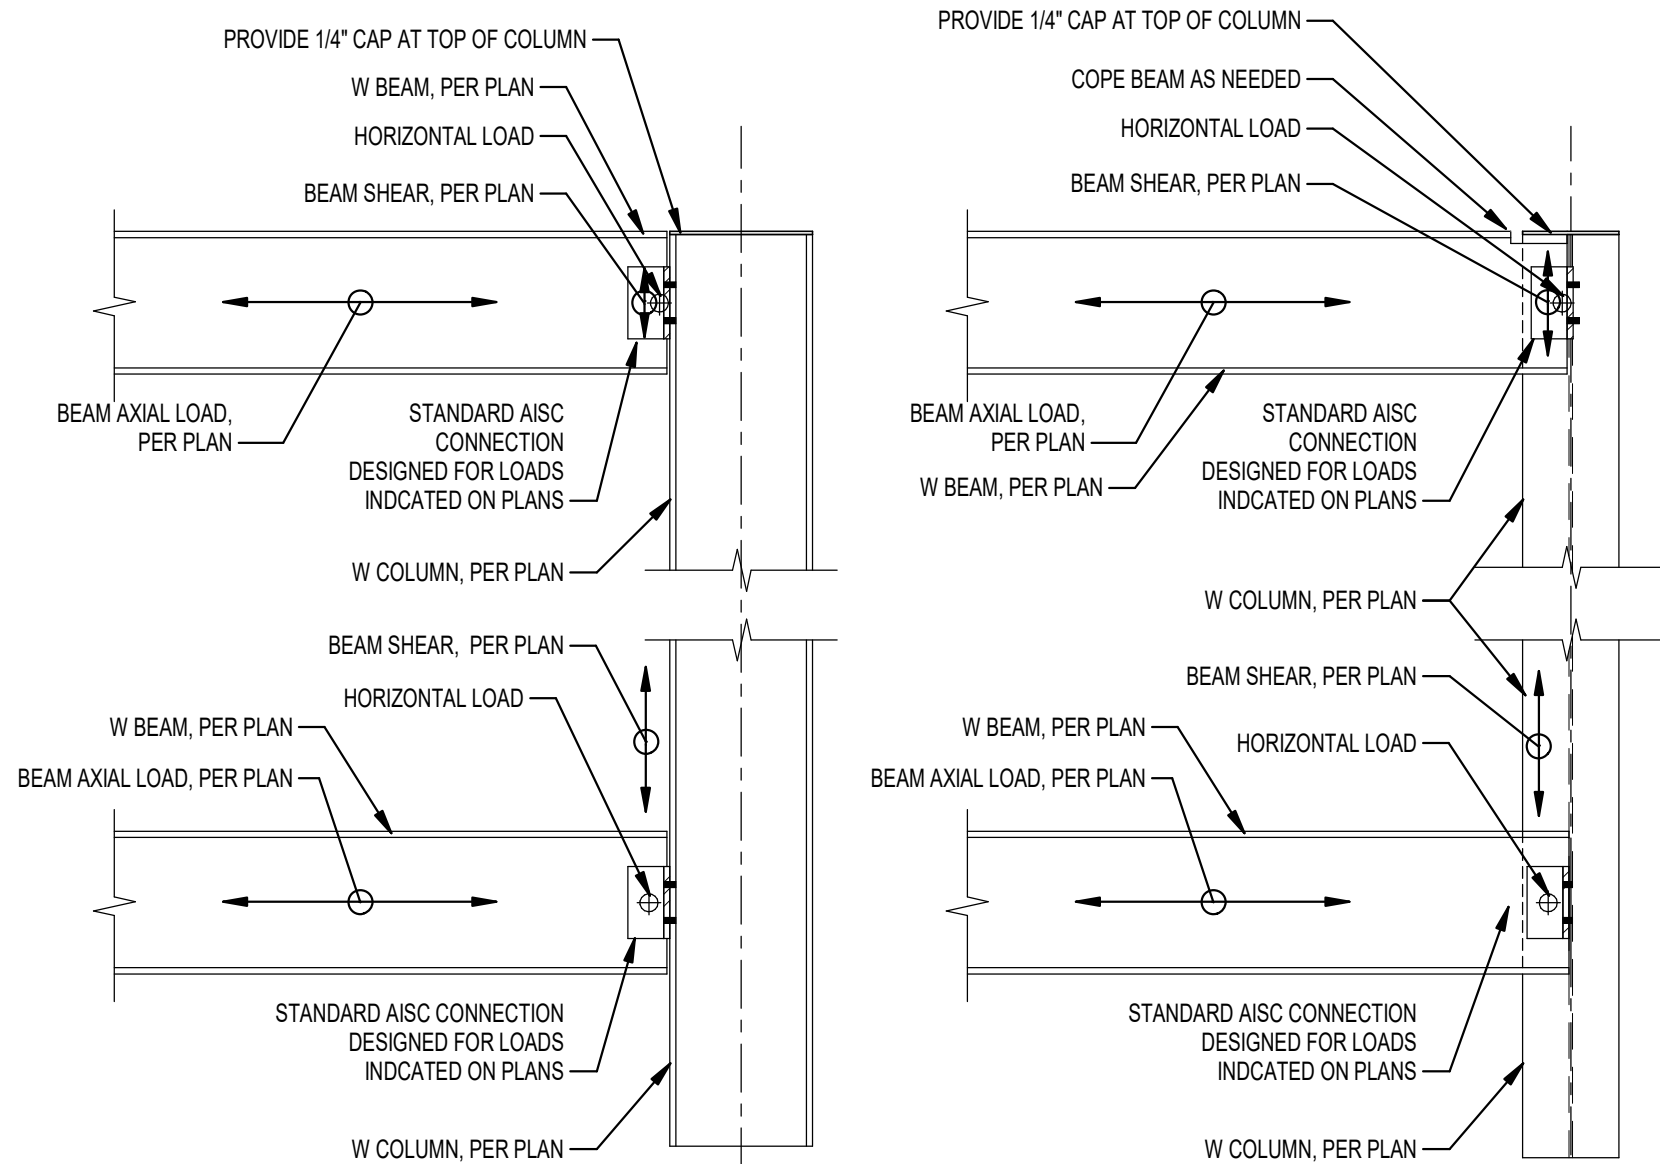 PROVIDE 1/4" CAP AT TOP OF COLUMN
W BEAM, PER PLAN
HORIZONTAL LOAD
BEAM SHEAR, PER PLAN
BEAM AXIAL LOAD,
PER PLAN
STANDARD AISC
CONNECTION
DESIGNED FOR LOADS
INDCATED ON PLANS
W COLUMN, PER PLAN
BEAM SHEAR, PER PLAN
HORIZONTAL LOAD
W BEAM, PER PLAN
BEAM AXIAL LOAD, PER PLAN
STANDARD AISC CONNECTION
DESIGNED FOR LOADS
INDCATED ON PLANS
W COLUMN, PER PLAN
PROVIDE 1/4" CAP AT TOP OF COLUMN
COPE BEAM AS NEEDED
HORIZONTAL LOAD
BEAM SHEAR, PER PLAN
BEAM AXIAL LOAD,
PER PLAN
W BEAM, PER PLAN
STANDARD AISC
CONNECTION
DESIGNED FOR LOADS
INDCATED ON PLANS
W COLUMN, PER PLAN
BEAM SHEAR, PER PLAN
W BEAM, PER PLAN
HORIZONTAL LOAD
BEAM AXIAL LOAD, PER PLAN
STANDARD AISC CONNECTION
DESIGNED FOR LOADS
INDCATED ON PLANS
W COLUMN, PER PLAN